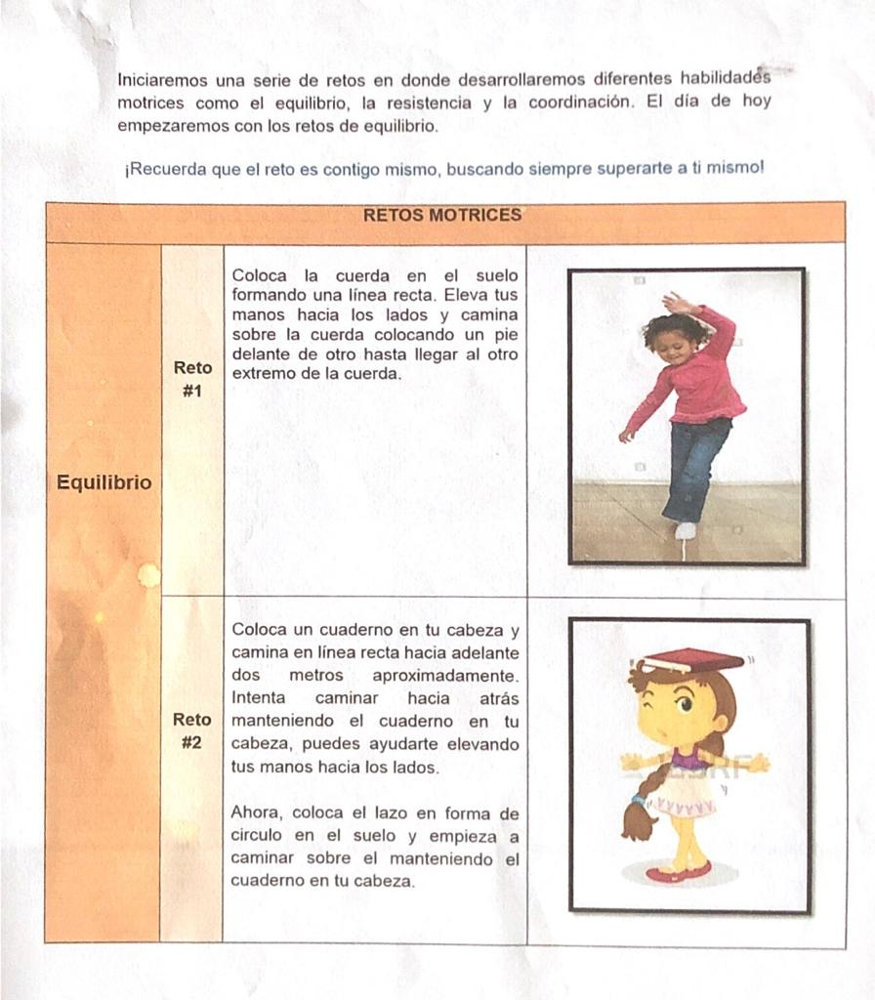 Iniciaremos una serie de retos en donde desarrollaremos diferentes habilidades
motrices como el equilibrio, la resistencia y la coordinación. El día de hoy
empezaremos con los retos de equilibrio.
¡Recuerda que el reto es contigo mismo, buscando siempre superarte a ti mismo!
RETOS MOTRICES
Equilibrio
Reto
#1
Coloca la cuerda en el suelo
formando una línea recta. Eleva tus
manos hacia los lados y camina
sobre la cuerda colocando un pie
delante de otro hasta llegar al otro
extremo de la cuerda.
Reto
#2
Coloca un cuaderno en tu cabeza y
camina en línea recta hacia adelante
dos metros aproximadamente.
Intenta caminar hacia atrás
manteniendo el cuaderno en tu
cabeza, puedes ayudarte elevando
tus manos hacia los lados.
Ahora, coloca el lazo en forma de
circulo en el suelo y empieza a
caminar sobre el manteniendo el
cuaderno en tu cabeza.